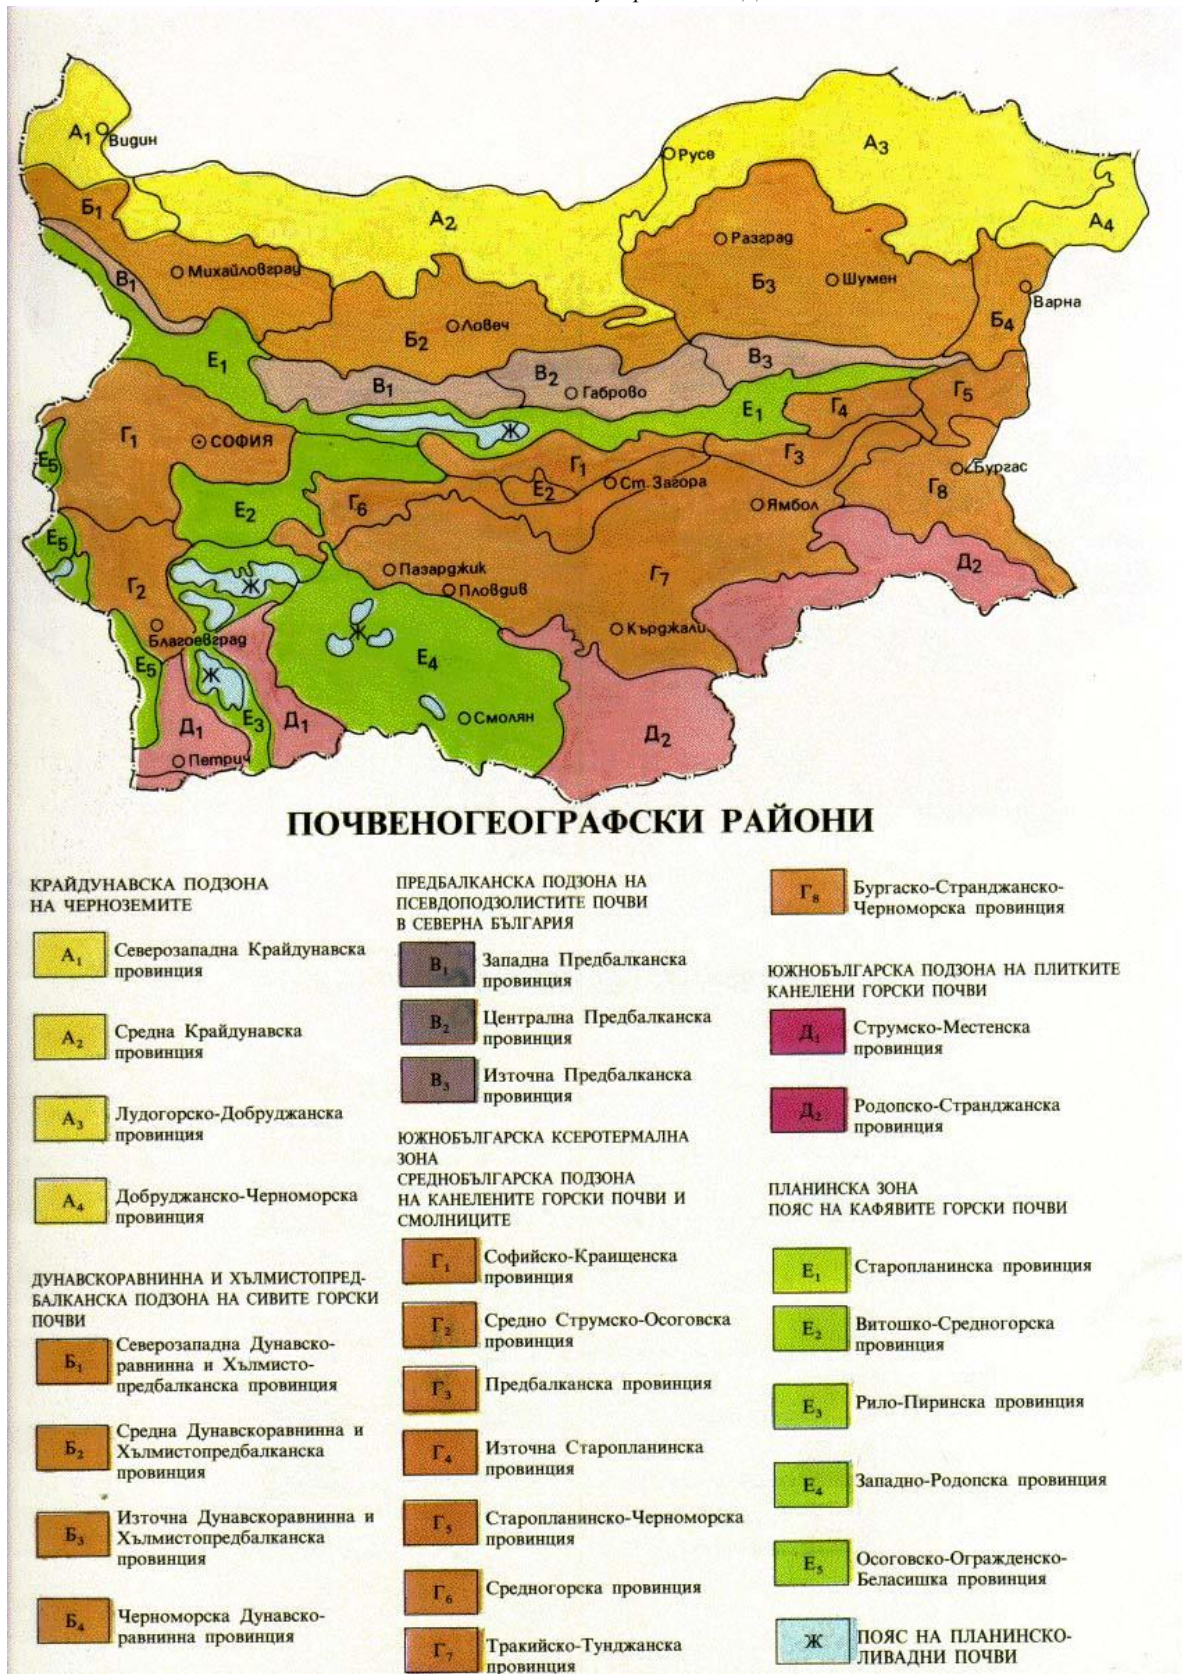 А₁
Видин
Русе
А₃
А₂
А₄
Б₁
Разград
Михайловград
В₁
Б₃
Шумен
Варна
Б₄
Ловеч
Б₂
Е₁
В₁
В₂
В₃
Габрово
Е₁
Г₄
Г₅
Г₁
СОФИЯ
Ж
Г₁
Г₃
Е₅
Е₂
Ст. Загора
Бургас
Е₂
Г₆
Ямбол
Г₈
Е₅
Пазарджик
Г₇
Д₂
Ж
Г₂
Пловдив
Благоевград
Ж
Кърджали
Е₅
Ж
Е₄
Д₁
Е₃
Д₁
Смолян
Д₂
Петрич
ПОЧВЕНОГЕОГРАФСКИ РАЙОНИ
КРАЙДУНАВСКА ПОДЗОНА
НА ЧЕРНОЗЕМИТЕ
А₁ Северозападна Крайдунавска
провинция
А₂ Средна Крайдунавска
провинция
А₃ Лудогорско-Добруджанска
провинция
А₄ Добруджанско-Черноморска
провинция
ДУНАВСКОРАВНИННА И ХЪЛМИСТОПРЕД-
БАЛКАНСКА ПОДЗОНА НА СИВИТЕ ГОРСКИ
ПОЧВИ
Б₁ Северозападна Дунавско-
равнинна и Хълмисто-
предбалканска провинция
Б₂ Средна Дунавскоравнинна и
Хълмистопредбалканска
провинция
Б₃ Източна Дунавскоравнинна и
Хълмистопредбалканска
провинция
Б₄ Черноморска Дунавско-
равнинна провинция
ПРЕДБАЛКАНСКА ПОДЗОНА НА
ПСЕВДОПОДЗОЛИСТИТЕ ПОЧВИ
В СЕВЕРНА БЪЛГАРИЯ
В₁ Западна Предбалканска
провинция
В₂ Централна Предбалканска
провинция
В₃ Източна Предбалканска
провинция
ЮЖНОБЪЛГАРСКА КСЕРОТЕРМАЛНА
ЗОНА
СРЕДНОБЪЛГАРСКА ПОДЗОНА
НА КАНЕЛЕНИТЕ ГОРСКИ ПОЧВИ И
СМОЛНИЦИТЕ
Г₁ Софийско-Краищенска
провинция
Г₂ Средно Струмско-Осоговска
провинция
Г₃ Предбалканска провинция
Г₄ Източна Старопланинска
провинция
Г₅ Старопланинско-Черноморска
провинция
Г₆ Средногорска провинция
Г₇ Тракийско-Тунджанска
провинция
Г₈ Бургаско-Странджанско-
Черноморска провинция
ЮЖНОБЪЛГАРСКА ПОДЗОНА НА ПЛИТКИТЕ
КАНЕЛЕНИ ГОРСКИ ПОЧВИ
Д₁ Струмско-Местенска
провинция
Д₂ Родопско-Странджанска
провинция
ПЛАНИНСКА ЗОНА
ПОЯС НА КАФЯВИТЕ ГОРСКИ ПОЧВИ
Е₁ Старопланинска провинция
Е₂ Витошко-Средногорска
провинция
Е₃ Рило-Пиринска провинция
Е₄ Западно-Родопска провинция
Е₅ Осоговско-Огражденско-
Беласишка провинция
Ж ПОЯС НА ПЛАНИНСКО-
ЛИВАДНИ ПОЧВИ